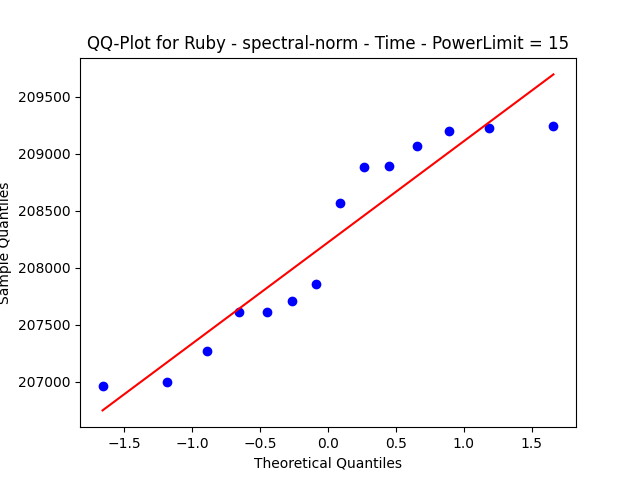 QQ-Plot for Ruby - spectral-norm - Time - PowerLimit = 15
209500
209000
208500
208000
207500
207000
Sample Quantiles
−1.5 −1.0 −0.5 0.0 0.5 1.0 1.5
Theoretical Quantiles